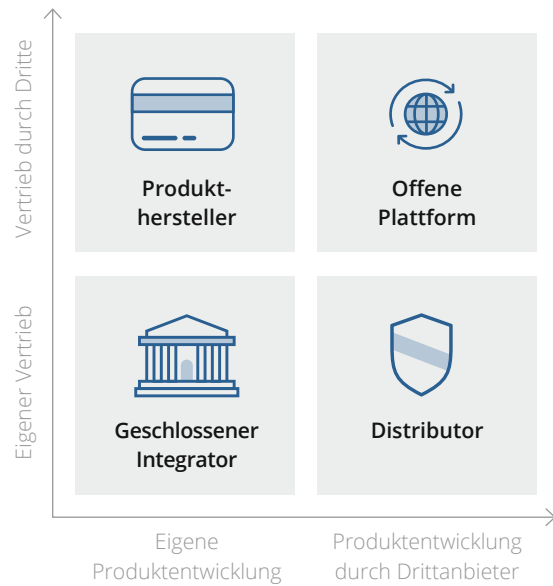 Vertrieb durch Dritte
Produkt-
hersteller
Offene
Plattform
Eigener Vertrieb
Geschlossener
Integrator
Distributor
Eigene
Produktentwicklung
Produktentwicklung
durch Drittanbieter